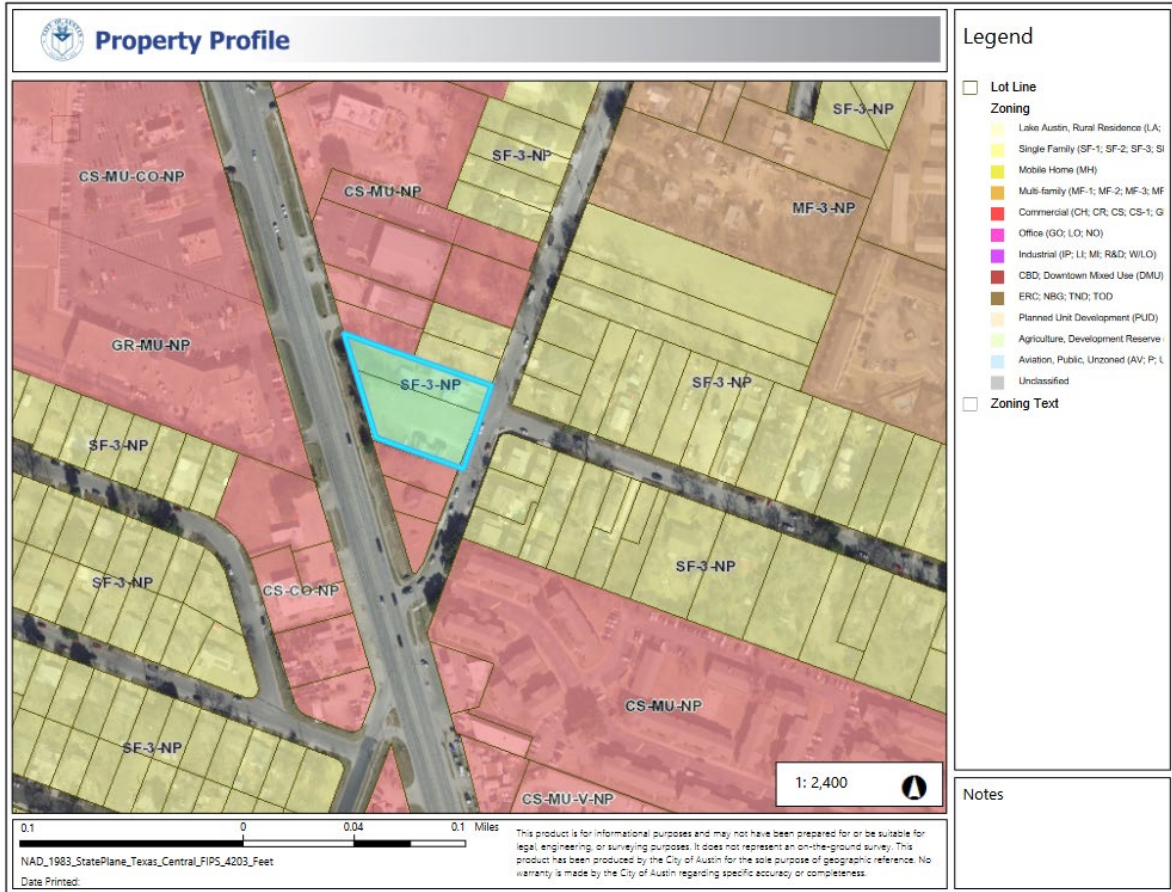 Property Profile
SF-3-NP
SF-3-NP
CS-MU-CO-NP
CS-MU-NP
MF-3-NP
GR-MU-NP
SF-3-NP
SF-3-NP
SF-3-NP
SF-3-NP
CS-CO-NP
SF-3-NP
CS-MU-NP
SF-3-NP
CS-MU-V-NP
1: 2,400
Legend
Lot Line
Zoning
Lake Austin, Rural Residence (LA;
Single Family (SF-1; SF-2; SF-3;
Mobile Home (MH)
Multi-family (MF-1; MF-2; MF-3;
Commercial (CH; CR; CS; CS-1;
Office (GO; LO; NO)
Industrial (IP; LI; MI; R&D; W/LO)
CBD; Downtown Mixed Use (DMU)
ERC; NBG; TND; TOD
Planned Unit Development (PUD)
Agriculture, Development Reserve
Aviation, Public, Unzoned (AV; P;
Unclassified
Zoning Text
Notes
0.1 0 0.04 0.1 Miles
NAD_1983_StatePlane_Texas_Central_FIPS_4203_Feet
Date Printed:
This product is for informational purposes and may not have been prepared for or be suitable for
legal, engineering, or surveying purposes. It does not represent an on-the-ground survey. This
product has been produced by the City of Austin for the sole purpose of geographic reference. No
warranty is made by the City of Austin regarding specific accuracy or completeness.